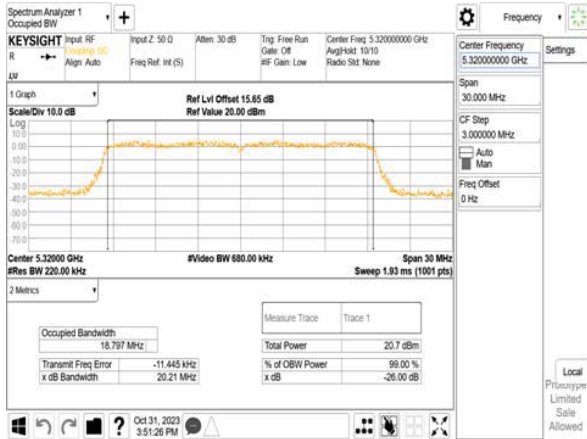 Spectrum Analyzer 1
Occupied BW
+
Frequency
KEYSIGHT Input: RF Input Z: 50 Ω Atten: 30 dB Trig: Free Run Center Freq: 5.320000000 GHz
R Coupling: DC Gate: Off Avg|Hold: 10/10
Align: Auto Freq Ref: Int (S) #IF Gain: Low Radio Std: None
Center Frequency
5.320000000 GHz
Settings
Span
30.000 MHz
CF Step
3.000000 MHz
Auto
Man
Freq Offset
0 Hz
1 Graph
Ref Lvl Offset 15.65 dB
Scale/Div 10.0 dB Ref Value 20.00 dBm
Log
10.0
0.00
-10.0
-20.0
-30.0
-40.0
-50.0
-60.0
-70.0
Center 5.32000 GHz #Video BW 680.00 kHz Span 30 MHz
#Res BW 220.00 kHz Sweep 1.93 ms (1001 pts)
2 Metrics
Measure Trace Trace 1
Occupied Bandwidth
18.797 MHz Total Power 20.7 dBm
Transmit Freq Error -11.445 kHz % of OBW Power 99.00 %
x dB Bandwidth 20.21 MHz x dB -26.00 dB
Local
Prototype
Limited
Sale
Allowed
? Oct 31, 2023
3:51:26 PM